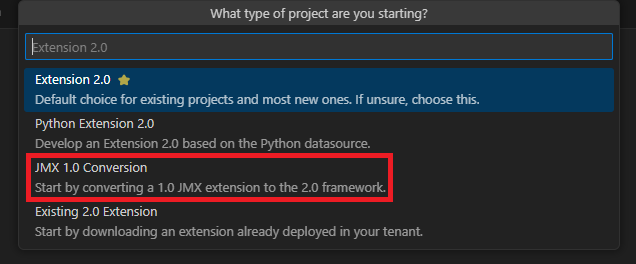 What type of project are you starting?
Extension 2.0
Extension 2.0
Default choice for existing projects and most new ones. If unsure, choose this.
Python Extension 2.0
Develop an Extension 2.0 based on the Python datasource.
JMX 1.0 Conversion
Start by converting a 1.0 JMX extension to the 2.0 framework.
Existing 2.0 Extension
Start by downloading an extension already deployed in your tenant.